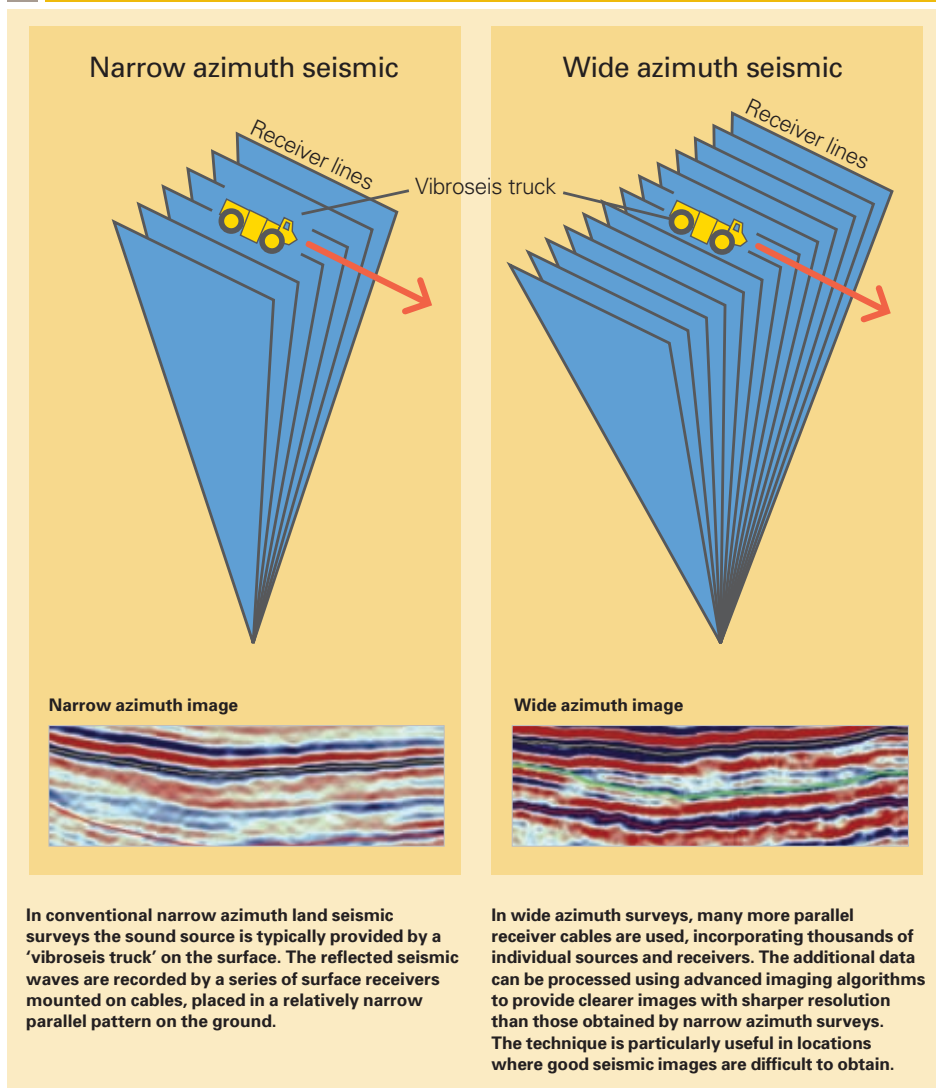 Narrow azimuth seismic
Receiver lines
Vibroseis truck
Narrow azimuth image
In conventional narrow azimuth land seismic
surveys the sound source is typically provided by a
‘vibroseis truck’ on the surface. The reflected seismic
waves are recorded by a series of surface receivers
mounted on cables, placed in a relatively narrow
parallel pattern on the ground.
Wide azimuth seismic
Receiver lines
Wide azimuth image
In wide azimuth surveys, many more parallel
receiver cables are used, incorporating thousands of
individual sources and receivers. The additional data
can be processed using advanced imaging algorithms
to provide clearer images with sharper resolution
than those obtained by narrow azimuth surveys.
The technique is particularly useful in locations
where good seismic images are difficult to obtain.